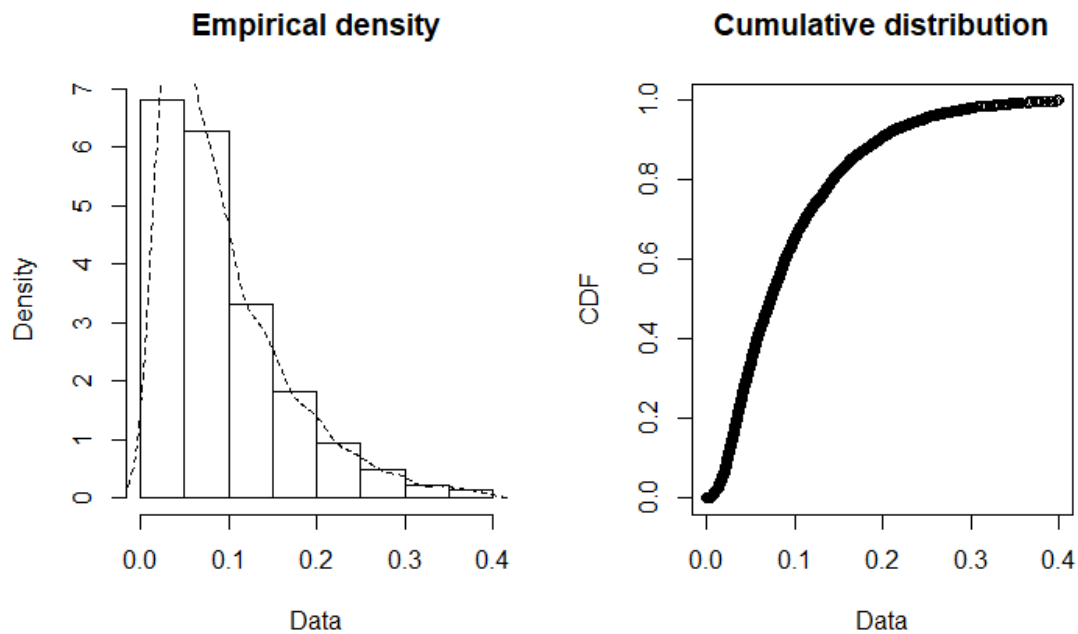 Empirical density
Density
0
1
2
3
4
5
6
7
0.0 0.1 0.2 0.3 0.4
Data
Cumulative distribution
CDF
0.0
0.2
0.4
0.6
0.8
1.0
0.0 0.1 0.2 0.3 0.4
Data